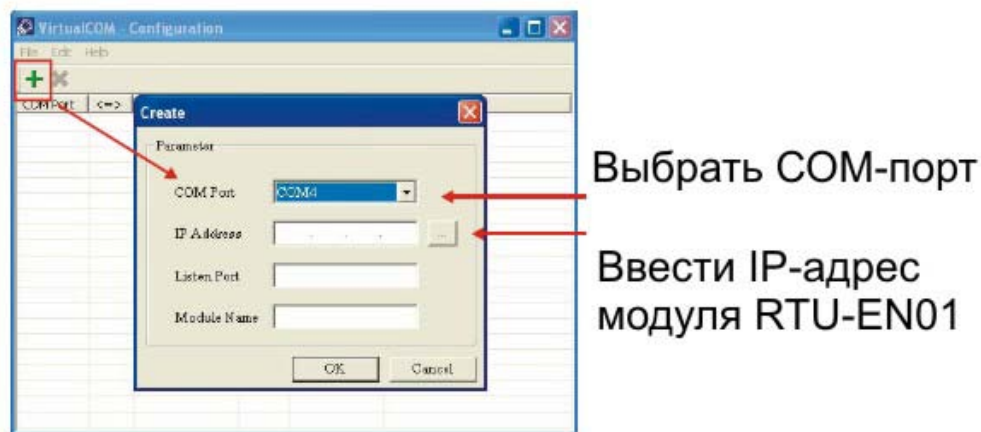 VirtualCOM - Configuration
File Edit Help
COM Port <=>
Create
Parameter
COM Port COM4
IP Address . . . ...
Listen Port
Module Name
OK Cancel
Выбрать COM-порт
Ввести IP-адрес
модуля RTU-EN01